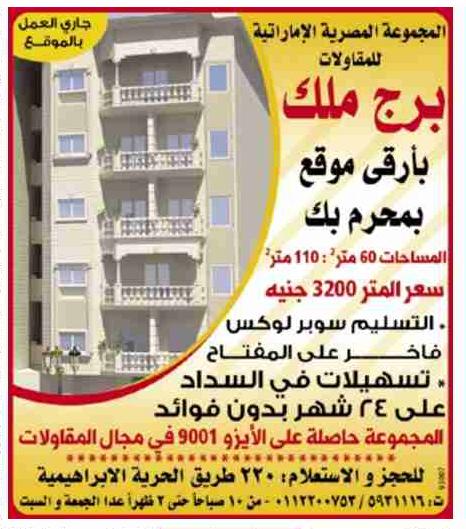 جاري العمل
بالموقع
المجموعة المصرية الإماراتية
للمقاولات
برج ملك
بأرقى موقع
بمحرم بك
المساحات 60 متر2 : 110 متر2
سعر المتر 3200 جنيه
* التسليم سوبر لوكس
فاخر على المفتاح
* تسهيلات في السداد
على ٢٤ شهر بدون فوائد
المجموعة حاصلة على الأيزو 9001 في مجال المقاولات
للحجز و الاستعلام: ٢٢٠ طريق الحرية الابراهيمية
ت: ٥٩٣١١١٦ / ٠١١٢٢٠٠٧٥٣ - من ١٠ صباحاً حتى ٢ ظهراً عدا الجمعة و السبت